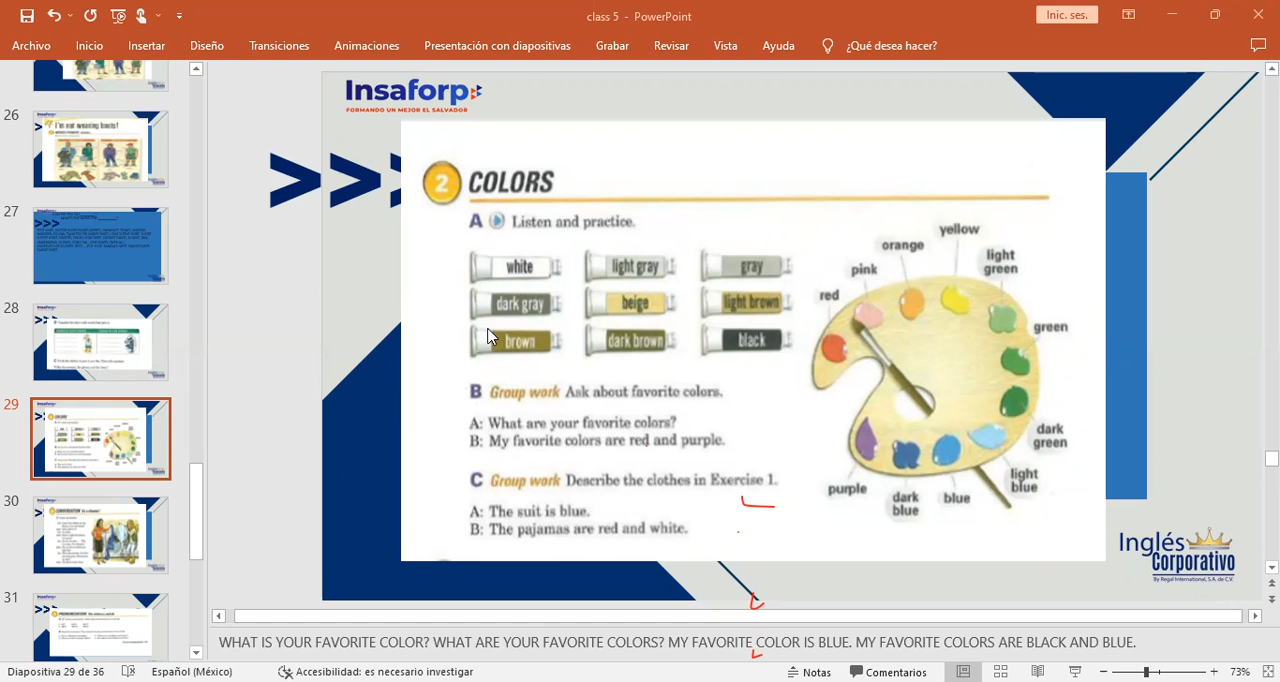 class 5 - PowerPoint
Inic. ses.
Archivo Inicio Insertar Diseño Transiciones Animaciones Presentación con diapositivas Grabar Revisar Vista Ayuda ¿Qué desea hacer?
26
I'm not wearing boots!
27
28
29
COLORS
30
31
Insaforp
FORMANDO UN MEJOR EL SALVADOR
2 COLORS
A Listen and practice.
white light gray gray
dark gray beige light brown
brown dark brown black
B Group work Ask about favorite colors.
A: What are your favorite colors?
B: My favorite colors are red and purple.
C Group work Describe the clothes in Exercise 1.
A: The suit is blue.
B: The pajamas are red and white.
red
pink
orange
yellow
light
green
green
dark
green
light
blue
blue
dark
blue
purple
Inglés
Corporativo
By Regal International, S.A. de C.V.
WHAT IS YOUR FAVORITE COLOR? WHAT ARE YOUR FAVORITE COLORS? MY FAVORITE COLOR IS BLUE. MY FAVORITE COLORS ARE BLACK AND BLUE.
Diapositiva 29 de 36 Español (México) Accesibilidad: es necesario investigar Notas Comentarios 73%